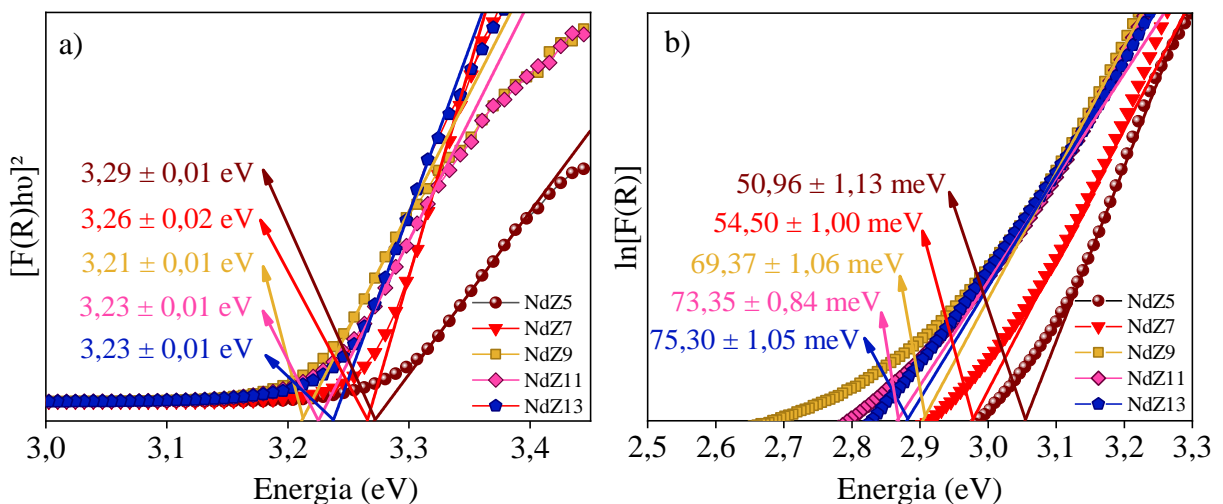 a)
[F(R)hυ]²
3,29 ± 0,01 eV
3,26 ± 0,02 eV
3,21 ± 0,01 eV
3,23 ± 0,01 eV
3,23 ± 0,01 eV
NdZ5
NdZ7
NdZ9
NdZ11
NdZ13
3,0 3,1 3,2 3,3 3,4
Energia (eV)
b)
ln[F(R)]
50,96 ± 1,13 meV
54,50 ± 1,00 meV
69,37 ± 1,06 meV
73,35 ± 0,84 meV
75,30 ± 1,05 meV
NdZ5
NdZ7
NdZ9
NdZ11
NdZ13
2,5 2,6 2,7 2,8 2,9 3,0 3,1 3,2 3,3
Energia (eV)